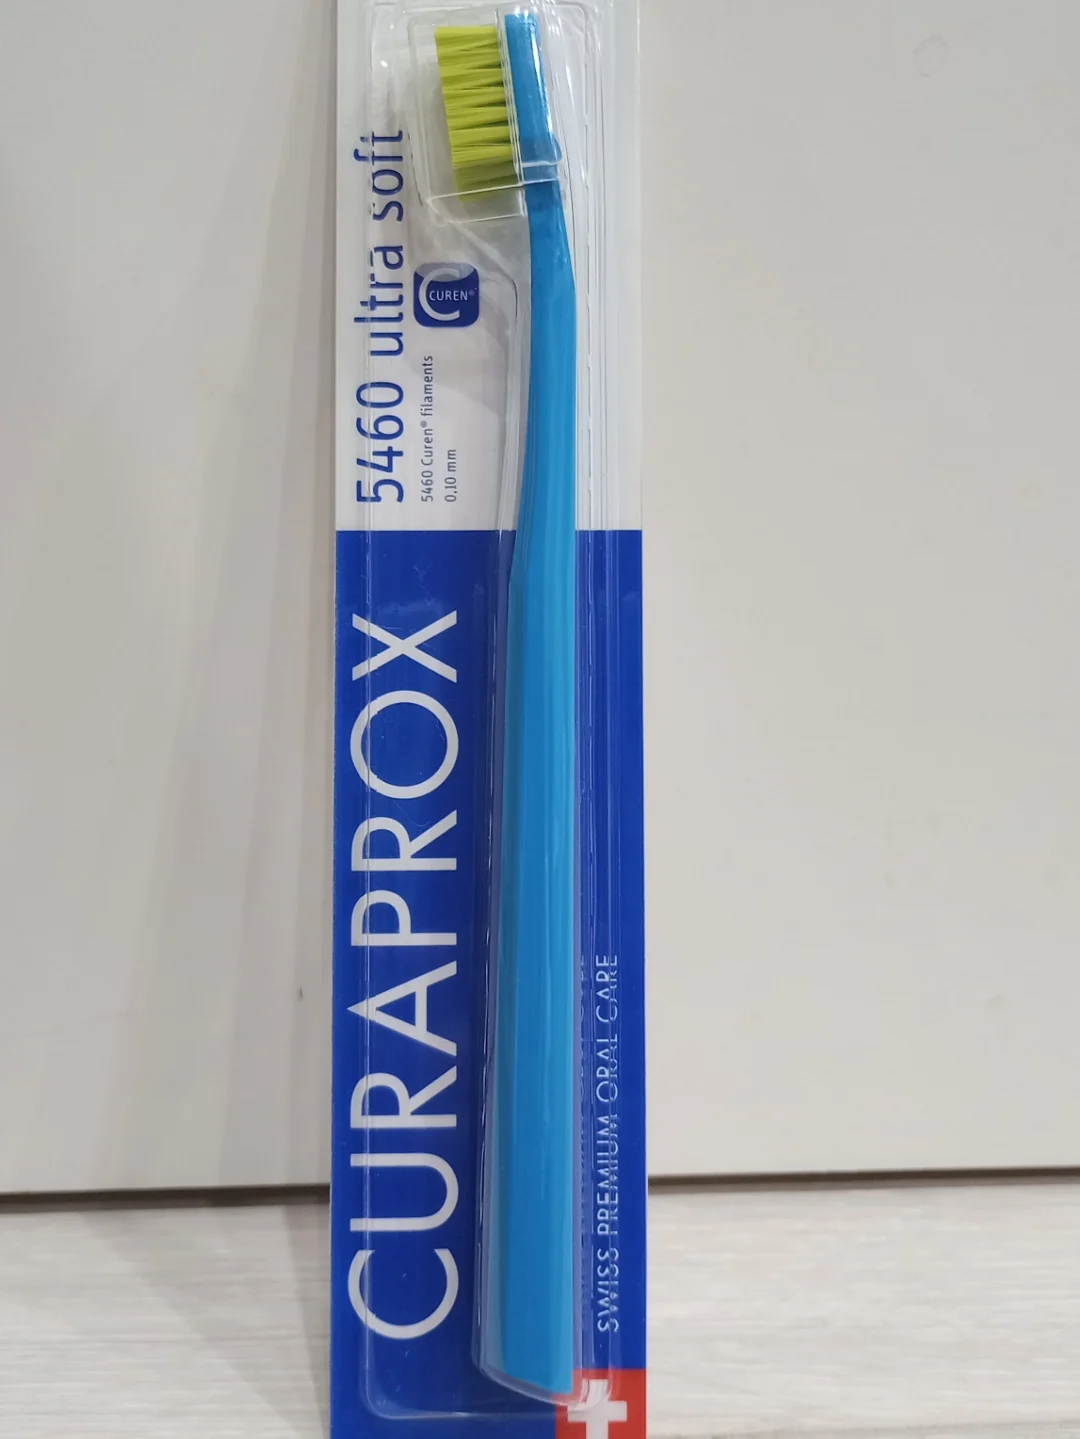 5460 ultra soft
CUREN®
5460 Curen® filaments
0,10 mm
CURAPROX
SWISS PREMIUM ORAL CARE